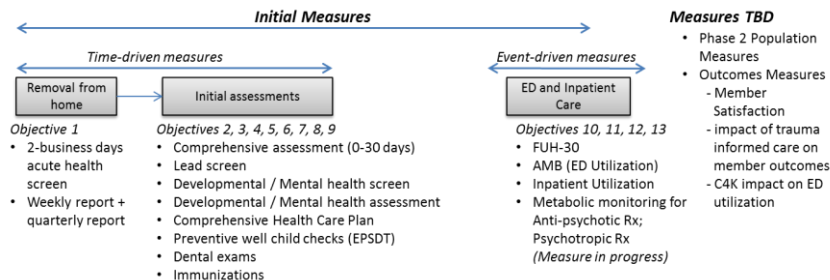 Initial Measures
Measures TBD
Time-driven measures
Event-driven measures
Removal from
home
Initial assessments
ED and Inpatient
Care
Objective 1
• 2-business days
acute health
screen
• Weekly report +
quarterly report
Objectives 2, 3, 4, 5, 6, 7, 8, 9
• Comprehensive assessment (0-30 days)
• Lead screen
• Developmental / Mental health screen
• Developmental / Mental health assessment
• Comprehensive Health Care Plan
• Preventive well child checks (EPSDT)
• Dental exams
• Immunizations
Objectives 10, 11, 12, 13
• FUH-30
• AMB (ED Utilization)
• Inpatient Utilization
• Metabolic monitoring for
Anti-psychotic Rx;
Psychotropic Rx
(Measure in progress)
• Phase 2 Population
Measures
• Outcomes Measures
- Member
Satisfaction
- impact of trauma
informed care on
member outcomes
- C4K impact on ED
utilization